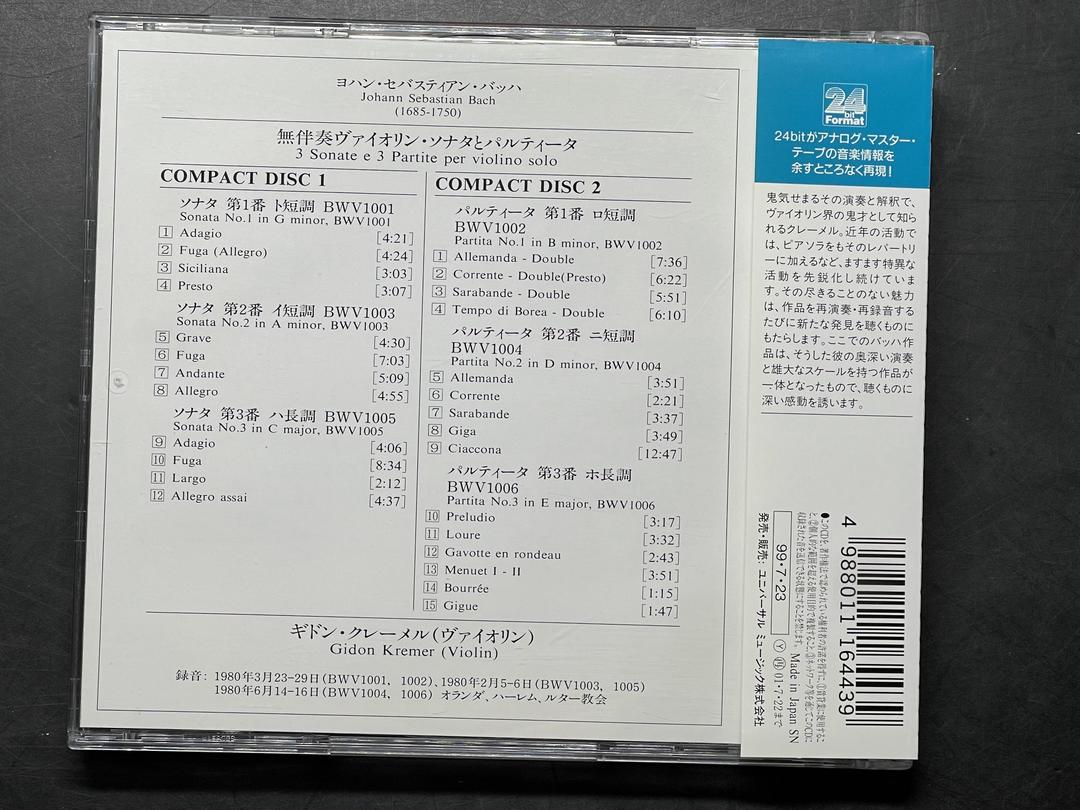 ヨハン・セバスティアン・バッハ
Johann Sebastian Bach
(1685-1750)
無伴奏ヴァイオリン・ソナタとパルティータ
3 Sonate e 3 Partite per violino solo
COMPACT DISC 1
ソナタ 第1番 ト短調 BWV1001
Sonata No.1 in G minor, BWV1001
1 Adagio [4:21]
2 Fuga (Allegro) [4:24]
3 Siciliana [3:03]
4 Presto [3:07]
ソナタ 第2番 イ短調 BWV1003
Sonata No.2 in A minor, BWV1003
5 Grave [4:30]
6 Fuga [7:03]
7 Andante [5:09]
8 Allegro [4:55]
ソナタ 第3番 ハ長調 BWV1005
Sonata No.3 in C major, BWV1005
9 Adagio [4:06]
10 Fuga [8:34]
11 Largo [2:12]
12 Allegro assai [4:37]
COMPACT DISC 2
パルティータ 第1番 ロ短調
BWV1002
Partita No.1 in B minor, BWV1002
1 Allemanda - Double [7:36]
2 Corrente - Double(Presto) [6:22]
3 Sarabande - Double [5:51]
4 Tempo di Borea - Double [6:10]
パルティータ 第2番 ニ短調
BWV1004
Partita No.2 in D minor, BWV1004
5 Allemanda [3:51]
6 Corrente [2:21]
7 Sarabande [3:37]
8 Giga [3:49]
9 Ciaccona [12:47]
パルティータ 第3番 ホ長調
BWV1006
Partita No.3 in E major, BWV1006
10 Preludio [3:17]
11 Loure [3:32]
12 Gavotte en rondeau [2:43]
13 Menuet I - II [3:51]
14 Bourrée [1:15]
15 Gigue [1:47]
ギドン・クレーメル(ヴァイオリン)
Gidon Kremer (Violin)
録音: 1980年3月23-29日(BWV1001, 1002)、1980年2月5-6日(BWV1003, 1005)
1980年6月14-16日(BWV1004, 1006) オランダ、ハーレム、ルター教会
24
bit
Format
24bitがアナログ・マスター・
テープの音楽情報を
余すところなく再現!
鬼気せまるその演奏と解釈で、
ヴァイオリン界の鬼才として知ら
れるクレーメル。近年の活動で
は、ピアソラをもそのレパートリ
ーに加えるなど、ますます特異な
活動を先鋭化し続けていま
す。その尽きることのない魅力
は、作品を再演奏・再録音する
たびに新たな発見を聴くものに
もたらします。ここでのバッハ作
品は、そうした彼の奥深い演奏
と雄大なスケールを持つ作品が
一体となったもので、聴くものに
深い感動を誘います。
4 988011 164439
Made in Japan SN
99・7・23
Y 再 01・7・22まで
発売・販売: ユニバーサル ミュージック株式会社